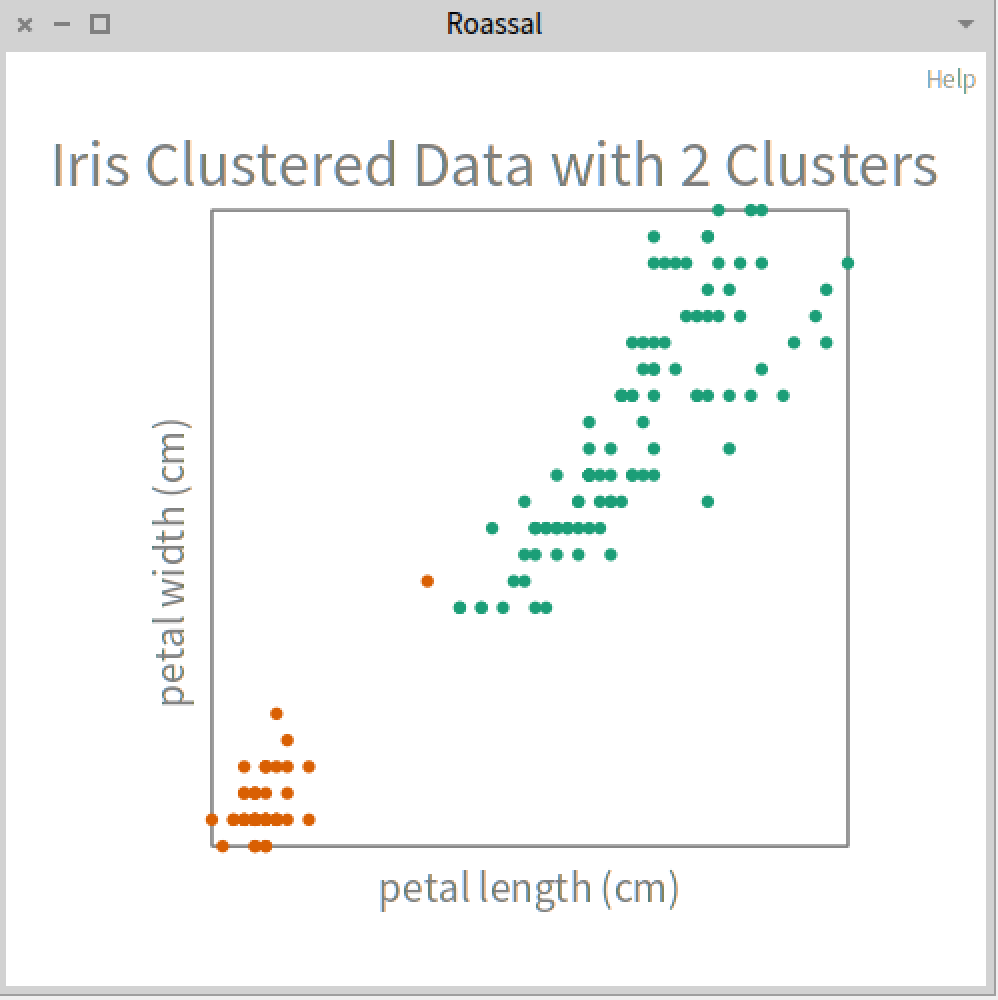 Roassal
Help
Iris Clustered Data with 2 Clusters
petal width (cm)
petal length (cm)